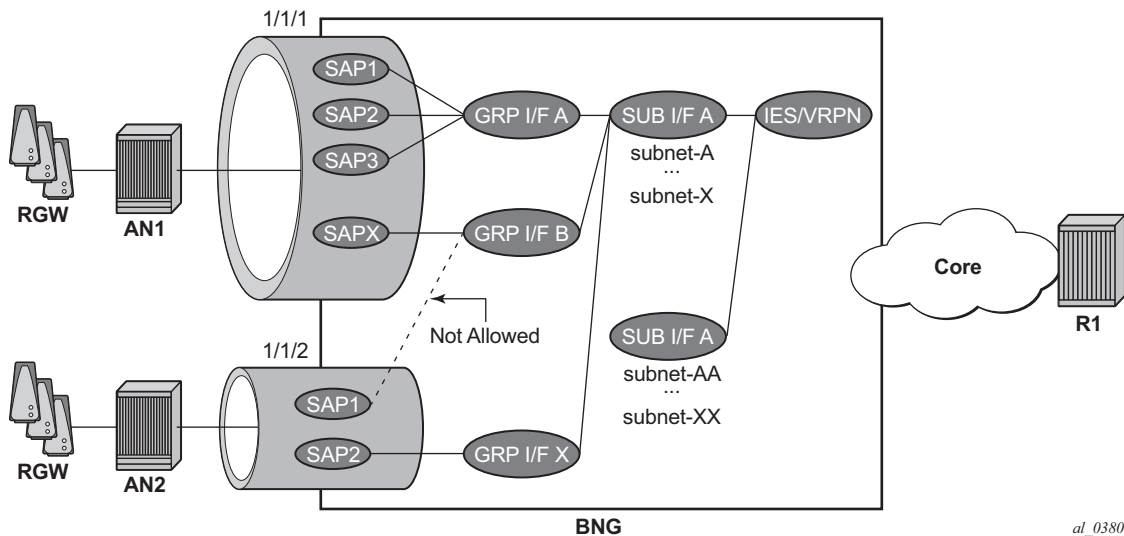 1/1/1
SAP1
SAP2
SAP3
SAPX
GRP I/F A
SUB I/F A
IES/VRPN
subnet-A
...
subnet-X
GRP I/F B
RGW
AN1
Not Allowed
Core
R1
1/1/2
SUB I/F A
subnet-AA
...
subnet-XX
SAP1
SAP2
GRP I/F X
RGW
AN2
BNG
al_0380